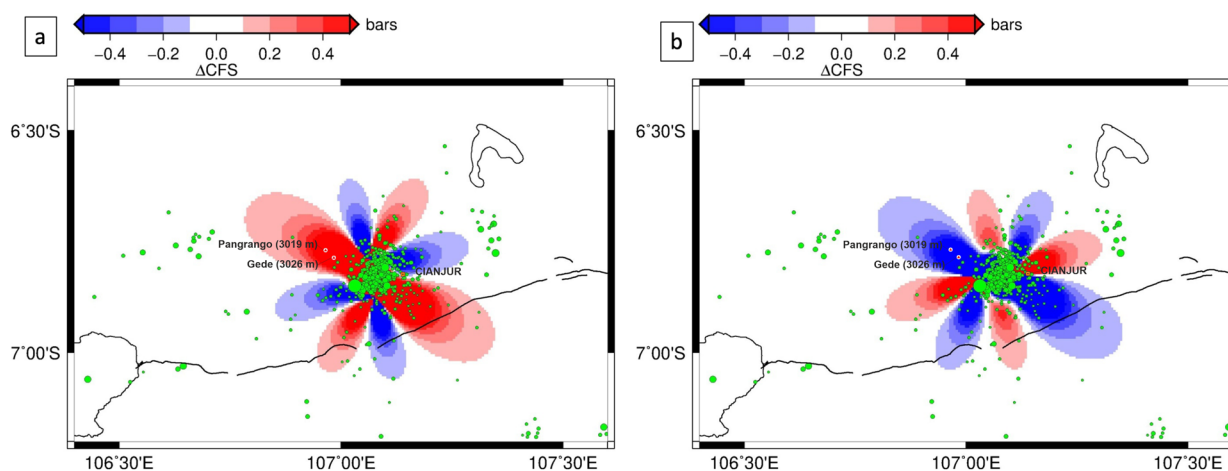 a
bars
−0.4 −0.2 0.0 0.2 0.4
ΔCFS
6˚30'S
Pangrango (3019 m)
Gede (3026 m)
CIANJUR
7˚00'S
106˚30'E 107˚00'E 107˚30'E
b
bars
−0.4 −0.2 0.0 0.2 0.4
ΔCFS
6˚30'S
Pangrango (3019 m)
Gede (3026 m)
CIANJUR
7˚00'S
106˚30'E 107˚00'E 107˚30'E